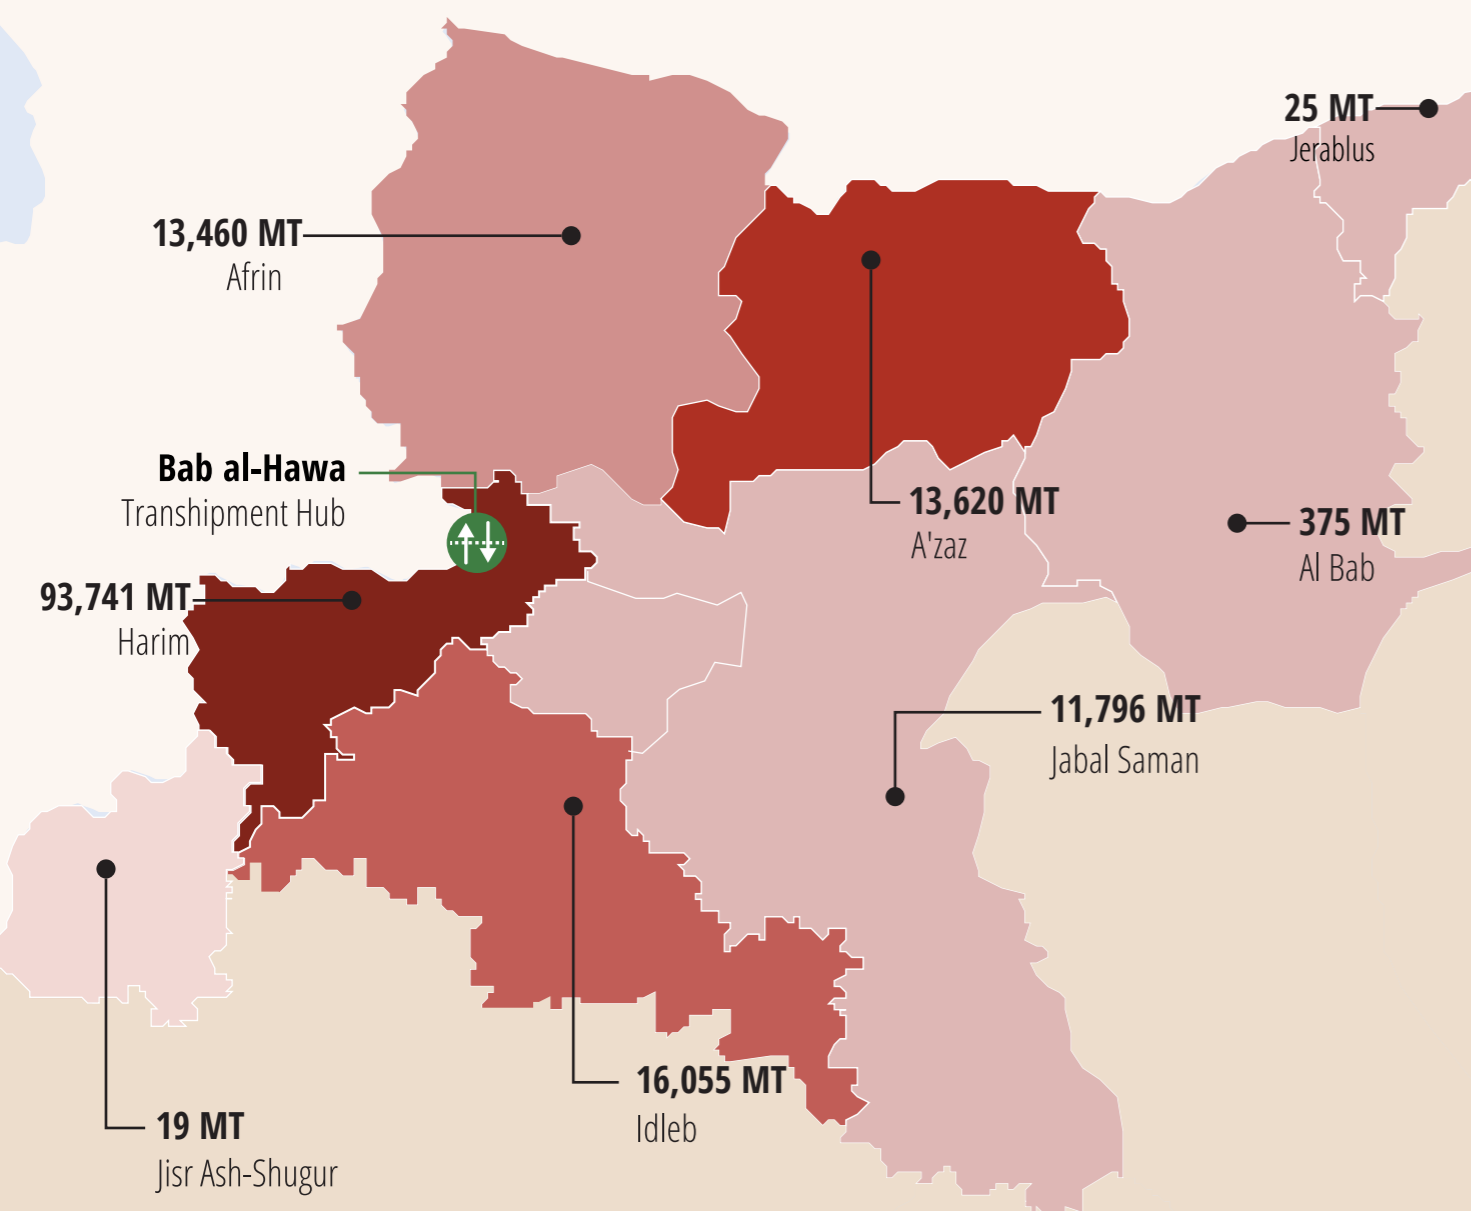 25 MT
Jerablus
13,460 MT
Afrin
Bab al-Hawa
Transhipment Hub
13,620 MT
A'zaz
375 MT
Al Bab
93,741 MT
Harim
11,796 MT
Jabal Saman
16,055 MT
Idleb
19 MT
Jisr Ash-Shugur